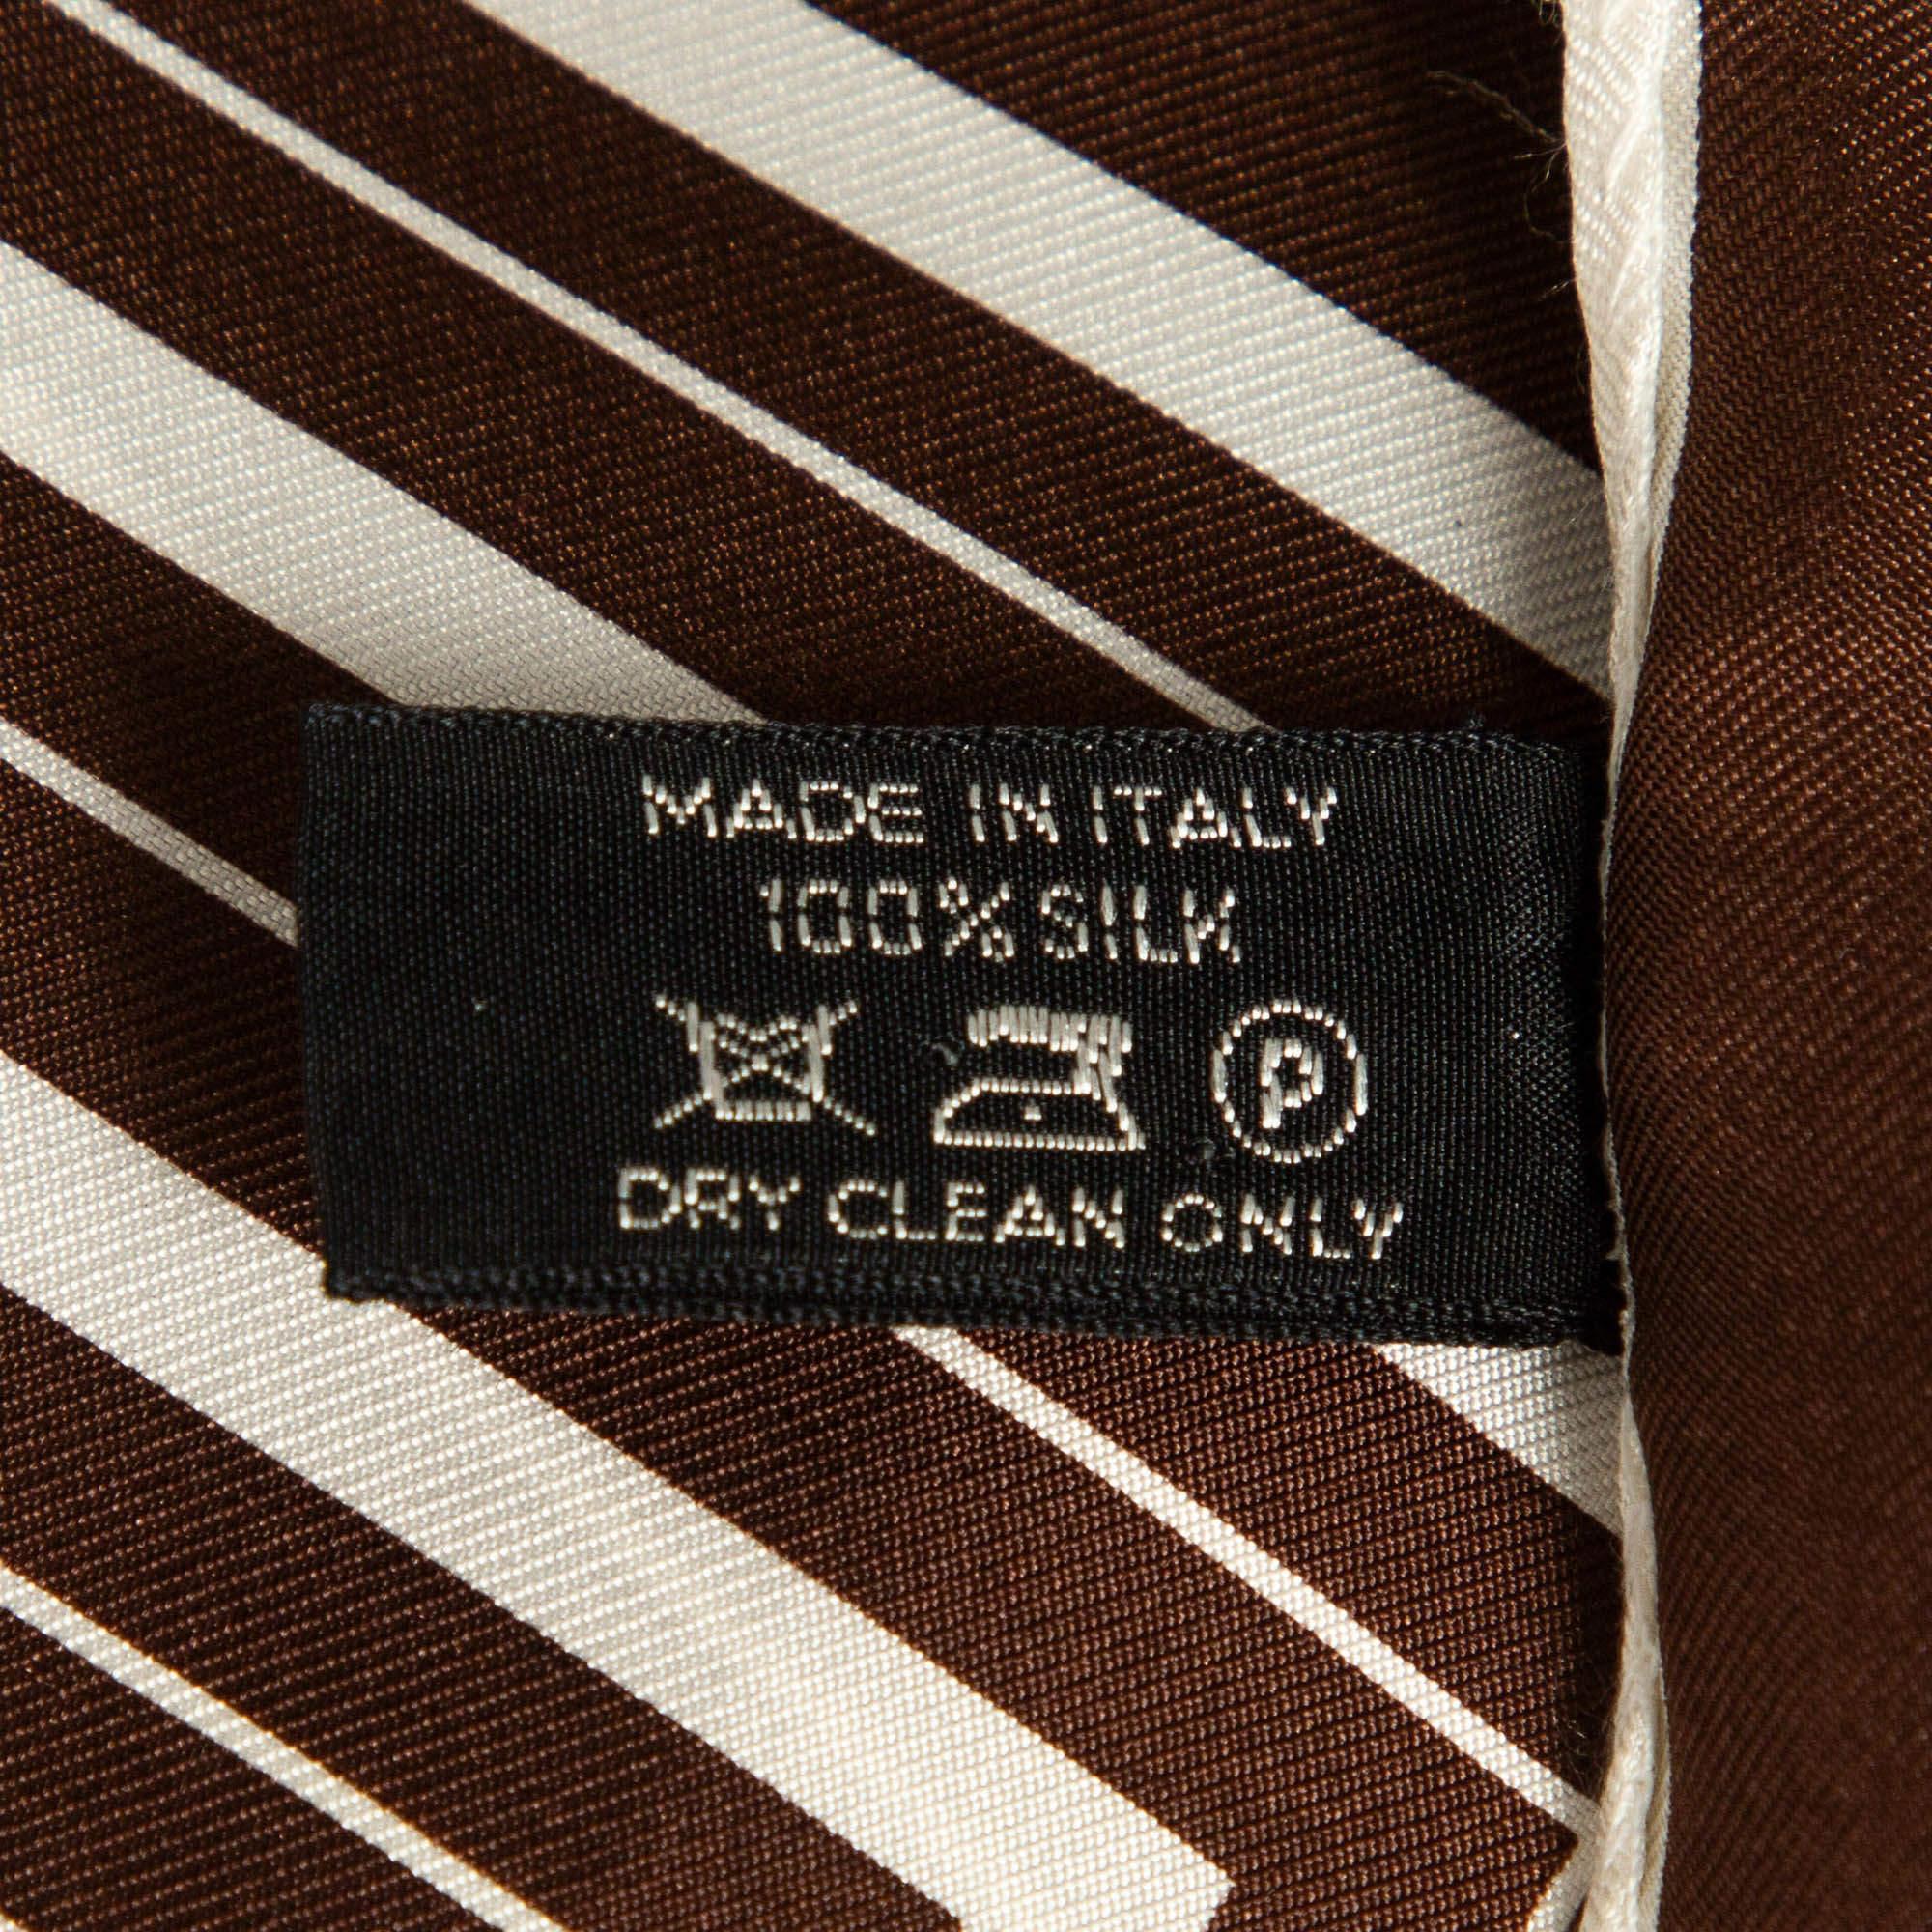 MADE IN ITALY
100% SILK
P
DRY CLEAN ONLY